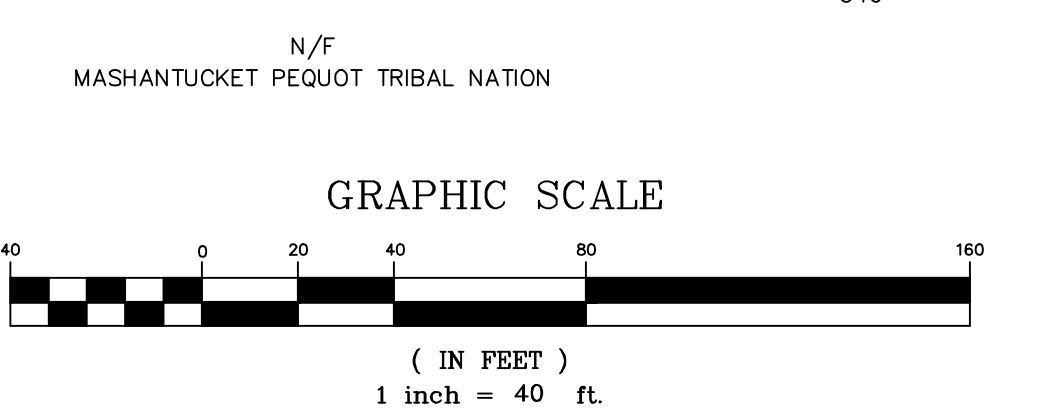 N/F
MASHANTUCKET PEQUOT TRIBAL NATION
GRAPHIC SCALE
40 0 20 40 80 160
( IN FEET )
1 inch = 40 ft.